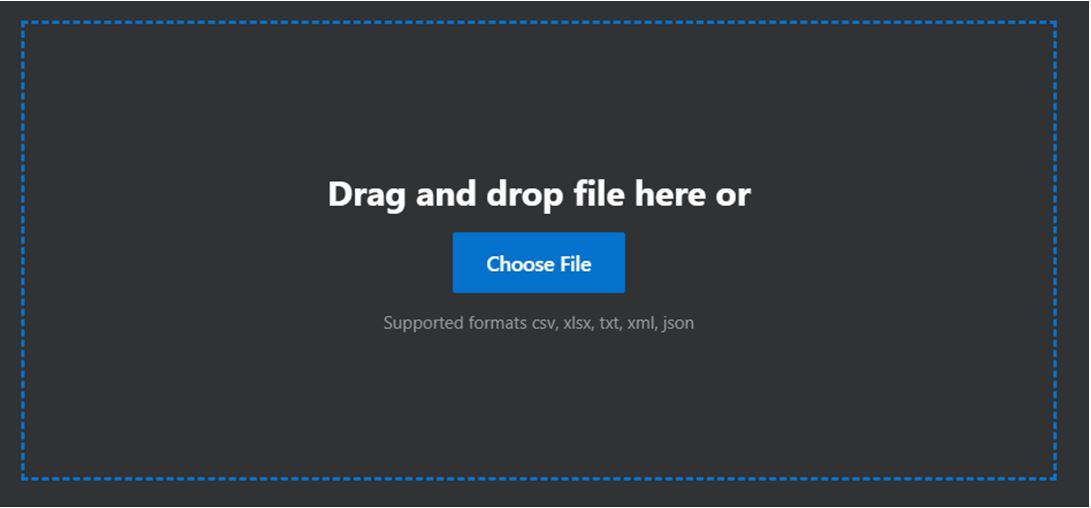 Drag and drop file here or
Choose File
Supported formats csv, xlsx, txt, xml, json